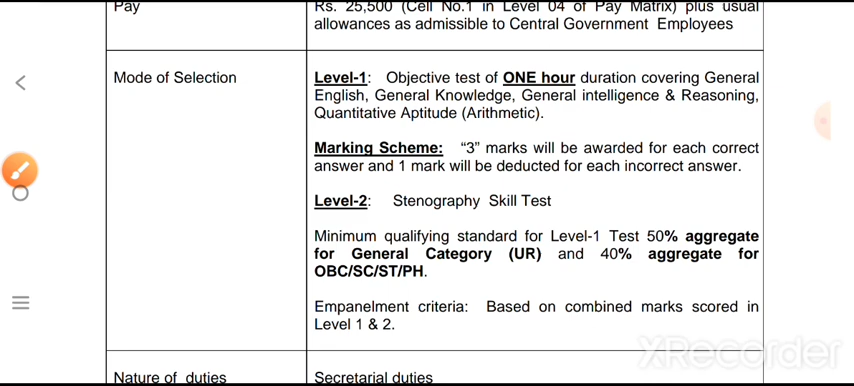 Pay
Rs. 25,500 (Cell No.1 in Level 04 of Pay Matrix) plus usual
allowances as admissible to Central Government Employees
Mode of Selection
Level-1: Objective test of ONE hour duration covering General
English, General Knowledge, General intelligence & Reasoning,
Quantitative Aptitude (Arithmetic).
Marking Scheme: “3” marks will be awarded for each correct
answer and 1 mark will be deducted for each incorrect answer.
Level-2: Stenography Skill Test
Minimum qualifying standard for Level-1 Test 50% aggregate
for General Category (UR) and 40% aggregate for
OBC/SC/ST/PH.
Empanelment criteria: Based on combined marks scored in
Level 1 & 2.
Nature of duties
Secretarial duties
XRecorder